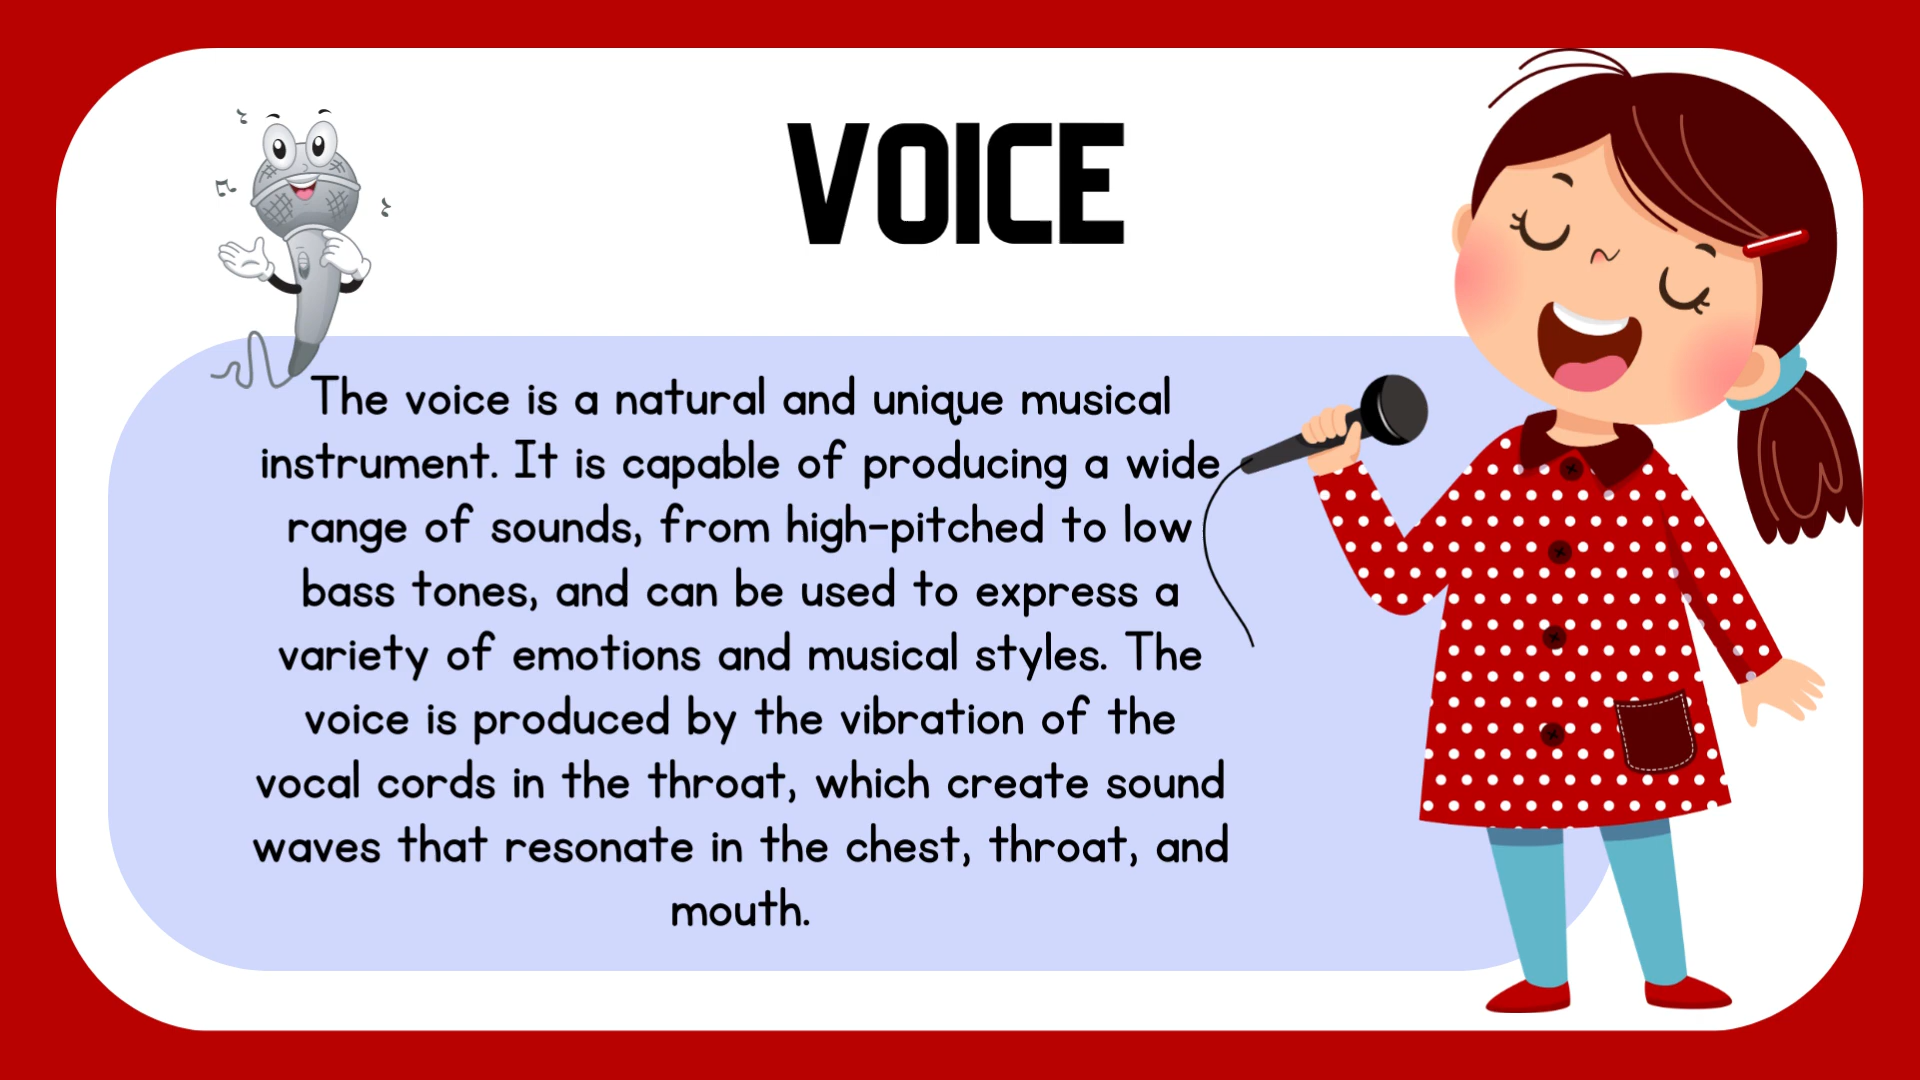 VOICE
The voice is a natural and unique musical
instrument. It is capable of producing a wide
range of sounds, from high-pitched to low
bass tones, and can be used to express a
variety of emotions and musical styles. The
voice is produced by the vibration of the
vocal cords in the throat, which create sound
waves that resonate in the chest, throat, and
mouth.